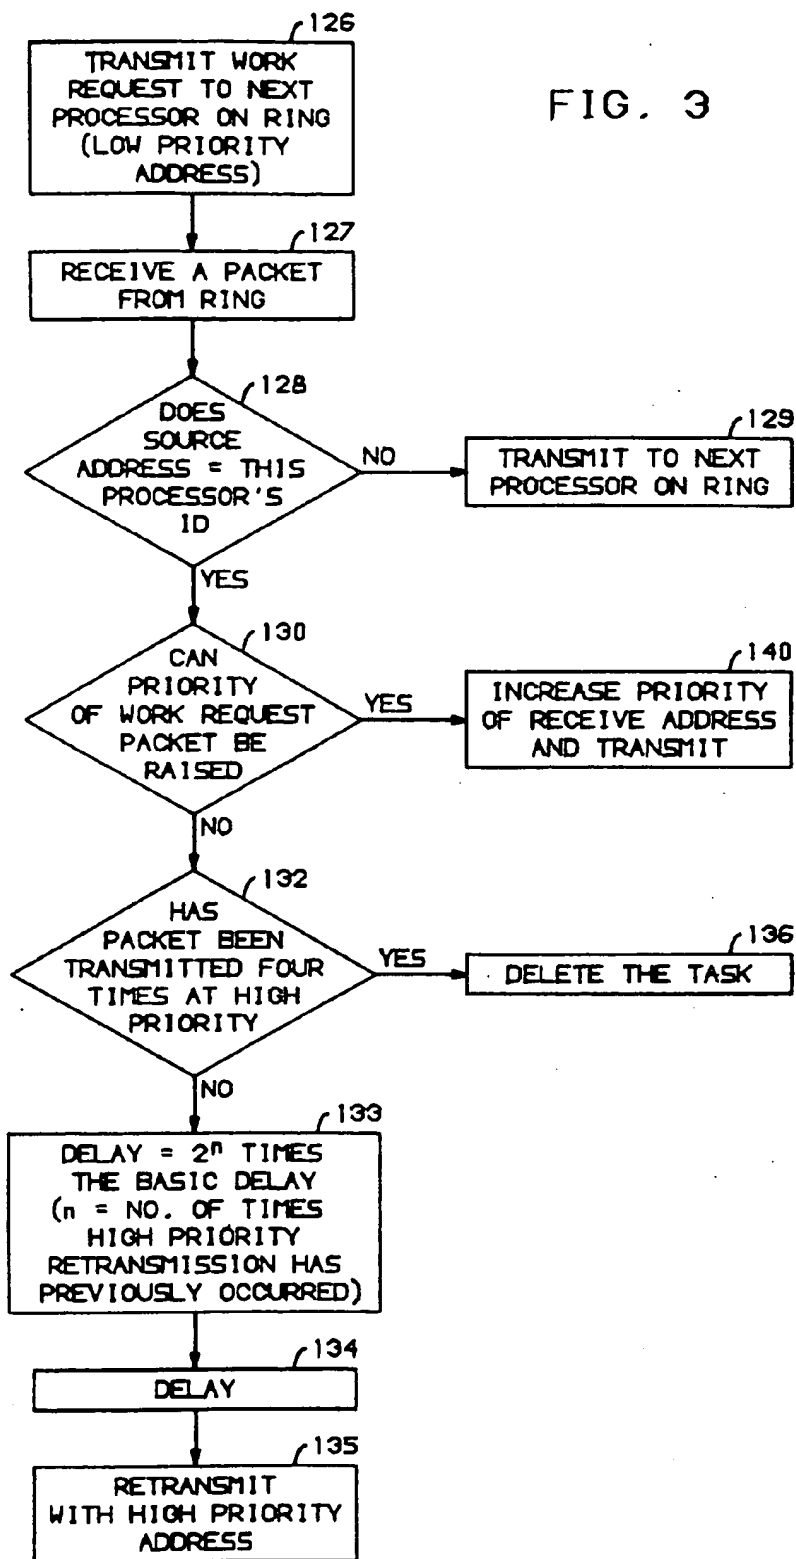 126
TRANSMIT WORK
REQUEST TO NEXT
PROCESSOR ON RING
(LOW PRIORITY
ADDRESS)
FIG. 3
127
RECEIVE A PACKET
FROM RING
128
DOES
SOURCE
ADDRESS = THIS
PROCESSOR'S
ID
NO
129
TRANSMIT TO NEXT
PROCESSOR ON RING
YES
130
CAN
PRIORITY
OF WORK REQUEST
PACKET BE
RAISED
YES
140
INCREASE PRIORITY
OF RECEIVE ADDRESS
AND TRANSMIT
NO
132
HAS
PACKET BEEN
TRANSMITTED FOUR
TIMES AT HIGH
PRIORITY
YES
136
DELETE THE TASK
NO
133
DELAY = 2ⁿ TIMES
THE BASIC DELAY
(n = NO. OF TIMES
HIGH PRIORITY
RETRANSMISSION HAS
PREVIOUSLY OCCURRED)
134
DELAY
135
RETRANSMIT
WITH HIGH PRIORITY
ADDRESS